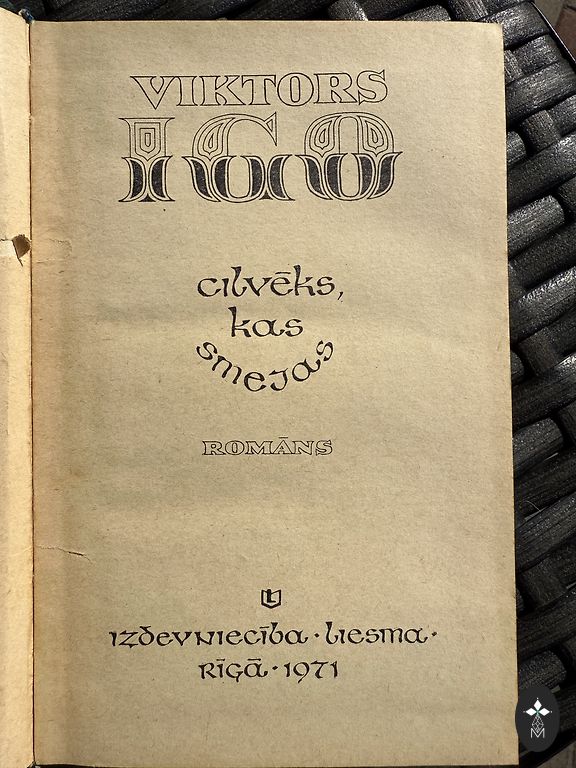 VIKTORS
IGO
cilvēks,
kas
smejas
ROMĀNS
L
izdevniecība · Liesma ·
Rīgā · 1971
M